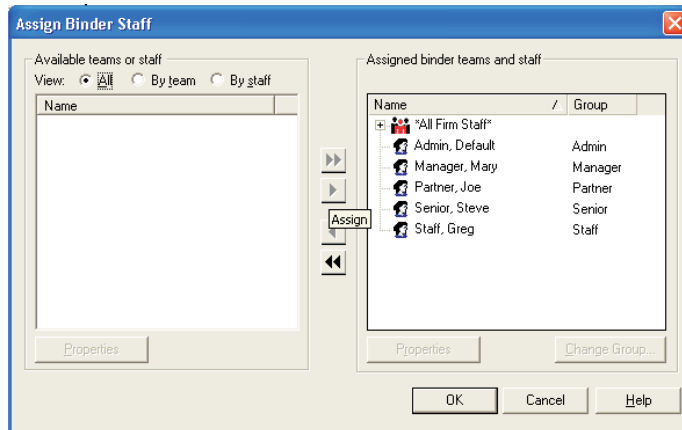 Assign Binder Staff
Available teams or staff
View: All By team By staff
Name
Properties
Assign
Assigned binder teams and staff
Name / Group
*All Firm Staff*
Admin, Default Admin
Manager, Mary Manager
Partner, Joe Partner
Senior, Steve Senior
Staff, Greg Staff
Properties Change Group...
OK Cancel Help